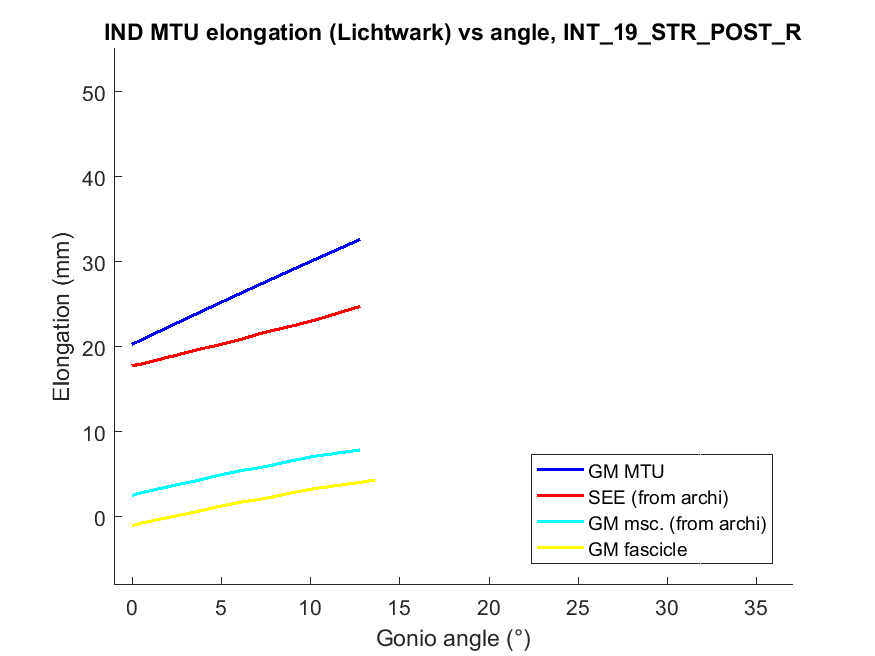 IND MTU elongation (Lichtwark) vs angle, INT_19_STR_POST_R
50
40
30
20
10
0
Elongation (mm)
0 5 10 15 20 25 30 35
Gonio angle (°)
GM MTU
SEE (from archi)
GM msc. (from archi)
GM fascicle